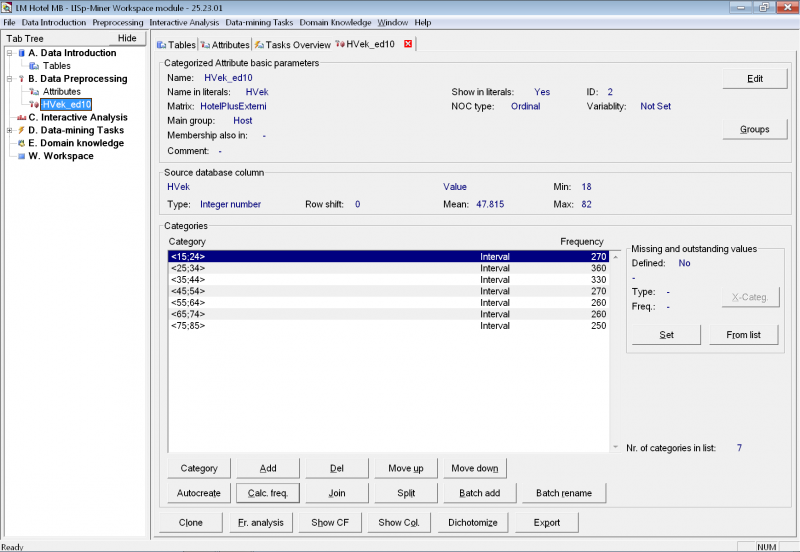 LM Hotel MB - LISp-Miner Workspace module - 25.23.01
File Data Introduction Preprocessing Interactive Analysis Data-mining Tasks Domain Knowledge Window Help
Tab Tree Hide
A. Data Introduction
Tables
B. Data Preprocessing
Attributes
HVek_ed10
C. Interactive Analysis
D. Data-mining Tasks
E. Domain knowledge
W. Workspace
Tables Attributes Tasks Overview HVek_ed10
Categorized Attribute basic parameters
Name: HVek_ed10 Edit
Name in literals: HVek Show in literals: Yes ID: 2
Matrix: HotelPlusExterni NOC type: Ordinal Variablity: Not Set
Main group: Host Groups
Membership also in: -
Comment: -
Source database column
HVek Value Min: 18
Type: Integer number Row shift: 0 Mean: 47.815 Max: 82
Categories
Category Frequency
<15;24> Interval 270
<25;34> Interval 360
<35;44> Interval 330
<45;54> Interval 270
<55;64> Interval 260
<65;74> Interval 260
<75;85> Interval 250
Missing and outstanding values
Defined: No
-
Type: - X-Categ.
Freq.: -
Set From list
Nr. of categories in list: 7
Category Add Del Move up Move down
Autocreate Calc. freq. Join Split Batch add Batch rename
Clone Fr. analysis Show CF Show Col. Dichotomize Export
Ready NUM